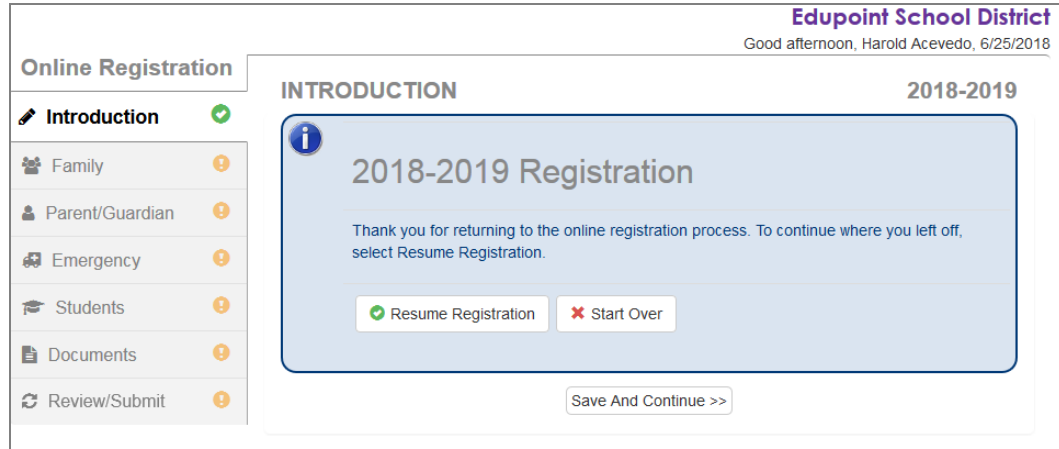 Edupoint School District
Good afternoon, Harold Acevedo, 6/25/2018
Online Registration
Introduction
Family
Parent/Guardian
Emergency
Students
Documents
Review/Submit
INTRODUCTION
2018-2019
2018-2019 Registration
Thank you for returning to the online registration process. To continue where you left off,
select Resume Registration.
Resume Registration
Start Over
Save And Continue >>